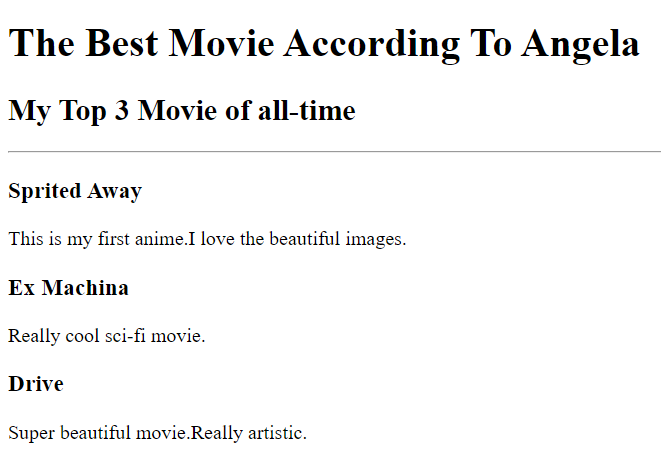 The Best Movie According To Angela
My Top 3 Movie of all-time
Sprited Away
This is my first anime.I love the beautiful images.
Ex Machina
Really cool sci-fi movie.
Drive
Super beautiful movie.Really artistic.